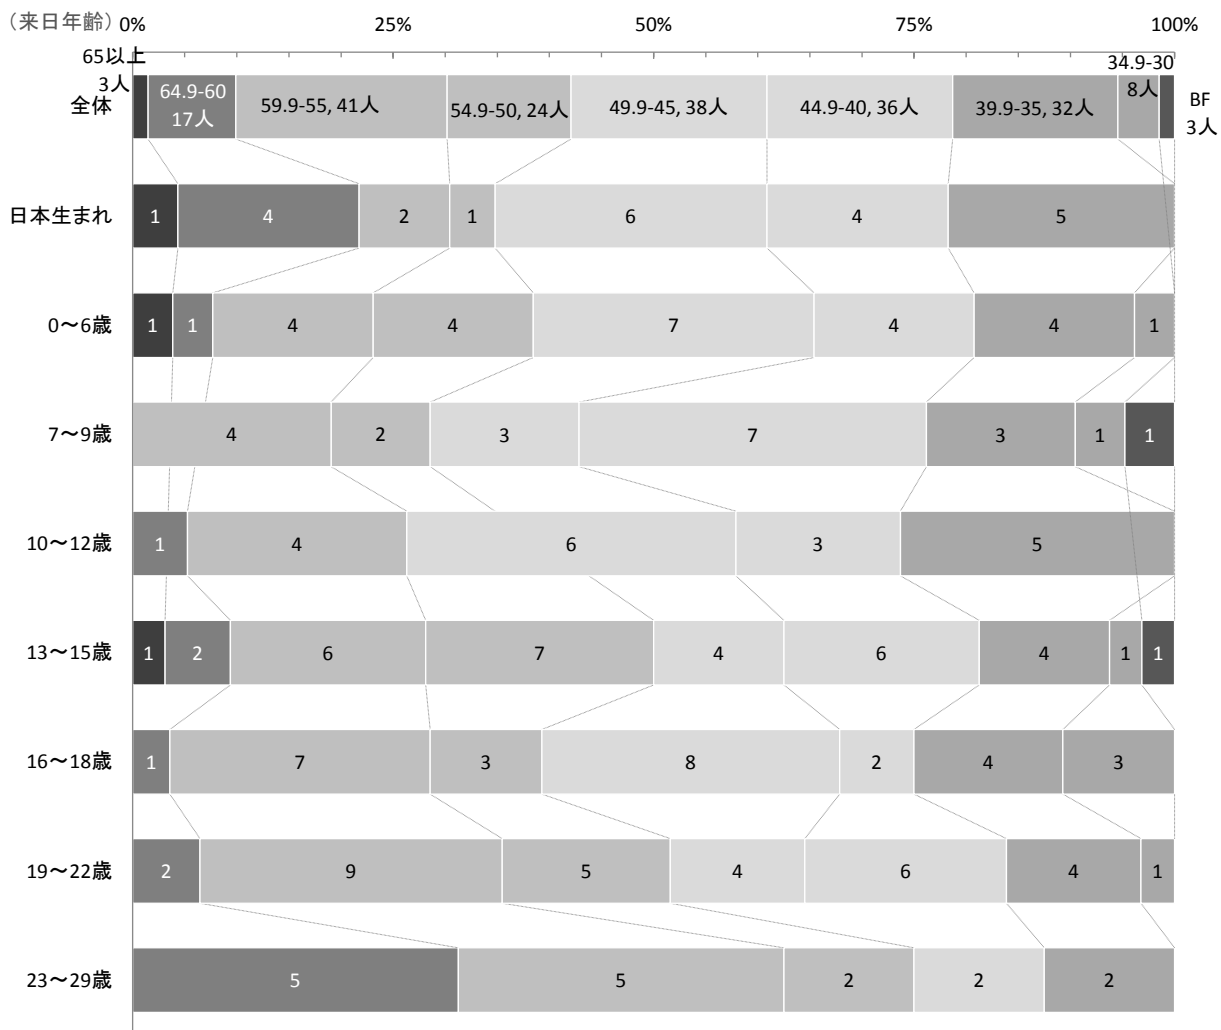 （来日年齢） 0% 25% 50% 75% 100%
65以上
3人
64.9-60
17人
59.9-55, 41人
54.9-50, 24人
49.9-45, 38人
44.9-40, 36人
39.9-35, 32人
34.9-30
8人
BF
3人
全体
日本生まれ 1 4 2 1 6 4 5
0～6歳 1 1 4 4 7 4 4 1
7～9歳 4 2 3 7 3 1 1
10～12歳 1 4 6 3 5
13～15歳 1 2 6 7 4 6 4 1 1
16～18歳 1 7 3 8 2 4 3
19～22歳 2 9 5 4 6 4 1
23～29歳 5 5 2 2 2